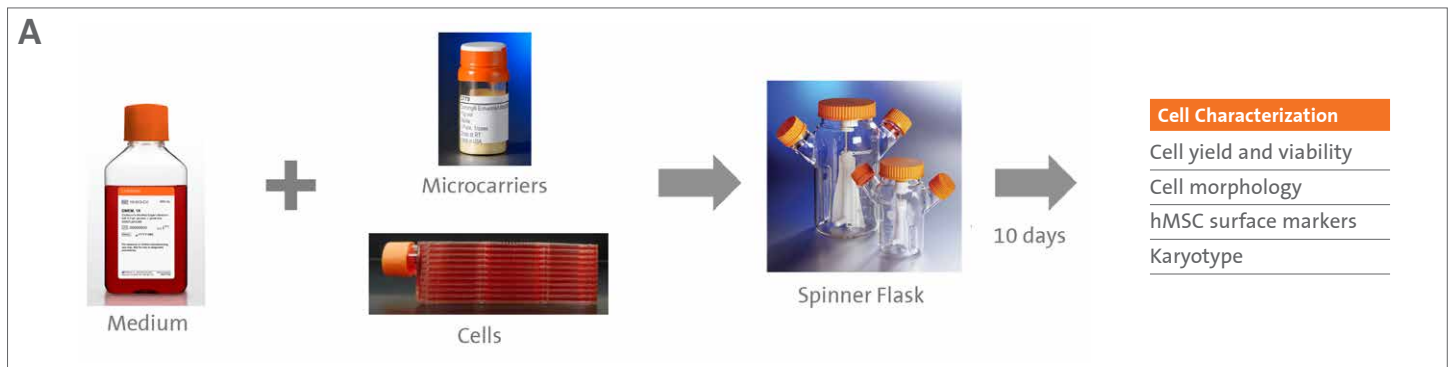 A
Medium
Microcarriers
Cells
Spinner Flask
10 days
Cell Characterization
Cell yield and viability
Cell morphology
hMSC surface markers
Karyotype